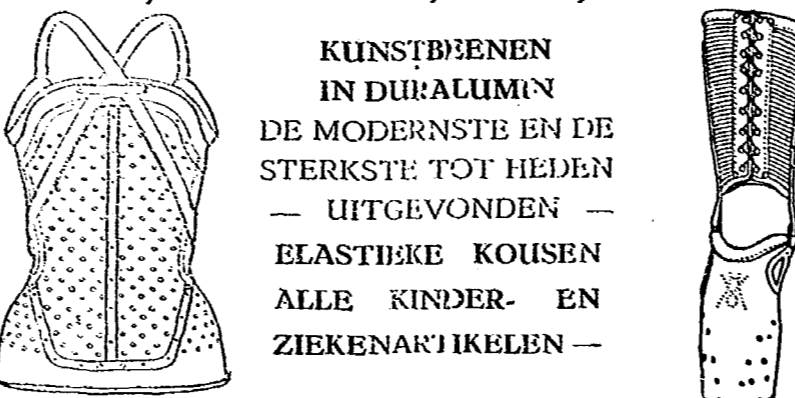 KUNSTBEENEN
IN DURALUMIN
DE MODERNSTE EN DE
STERKSTE TOT HEDEN
— UITGEVONDEN —
ELASTIEKE KOUSEN
ALLE KINDER- EN
ZIEKENARTIKELEN —